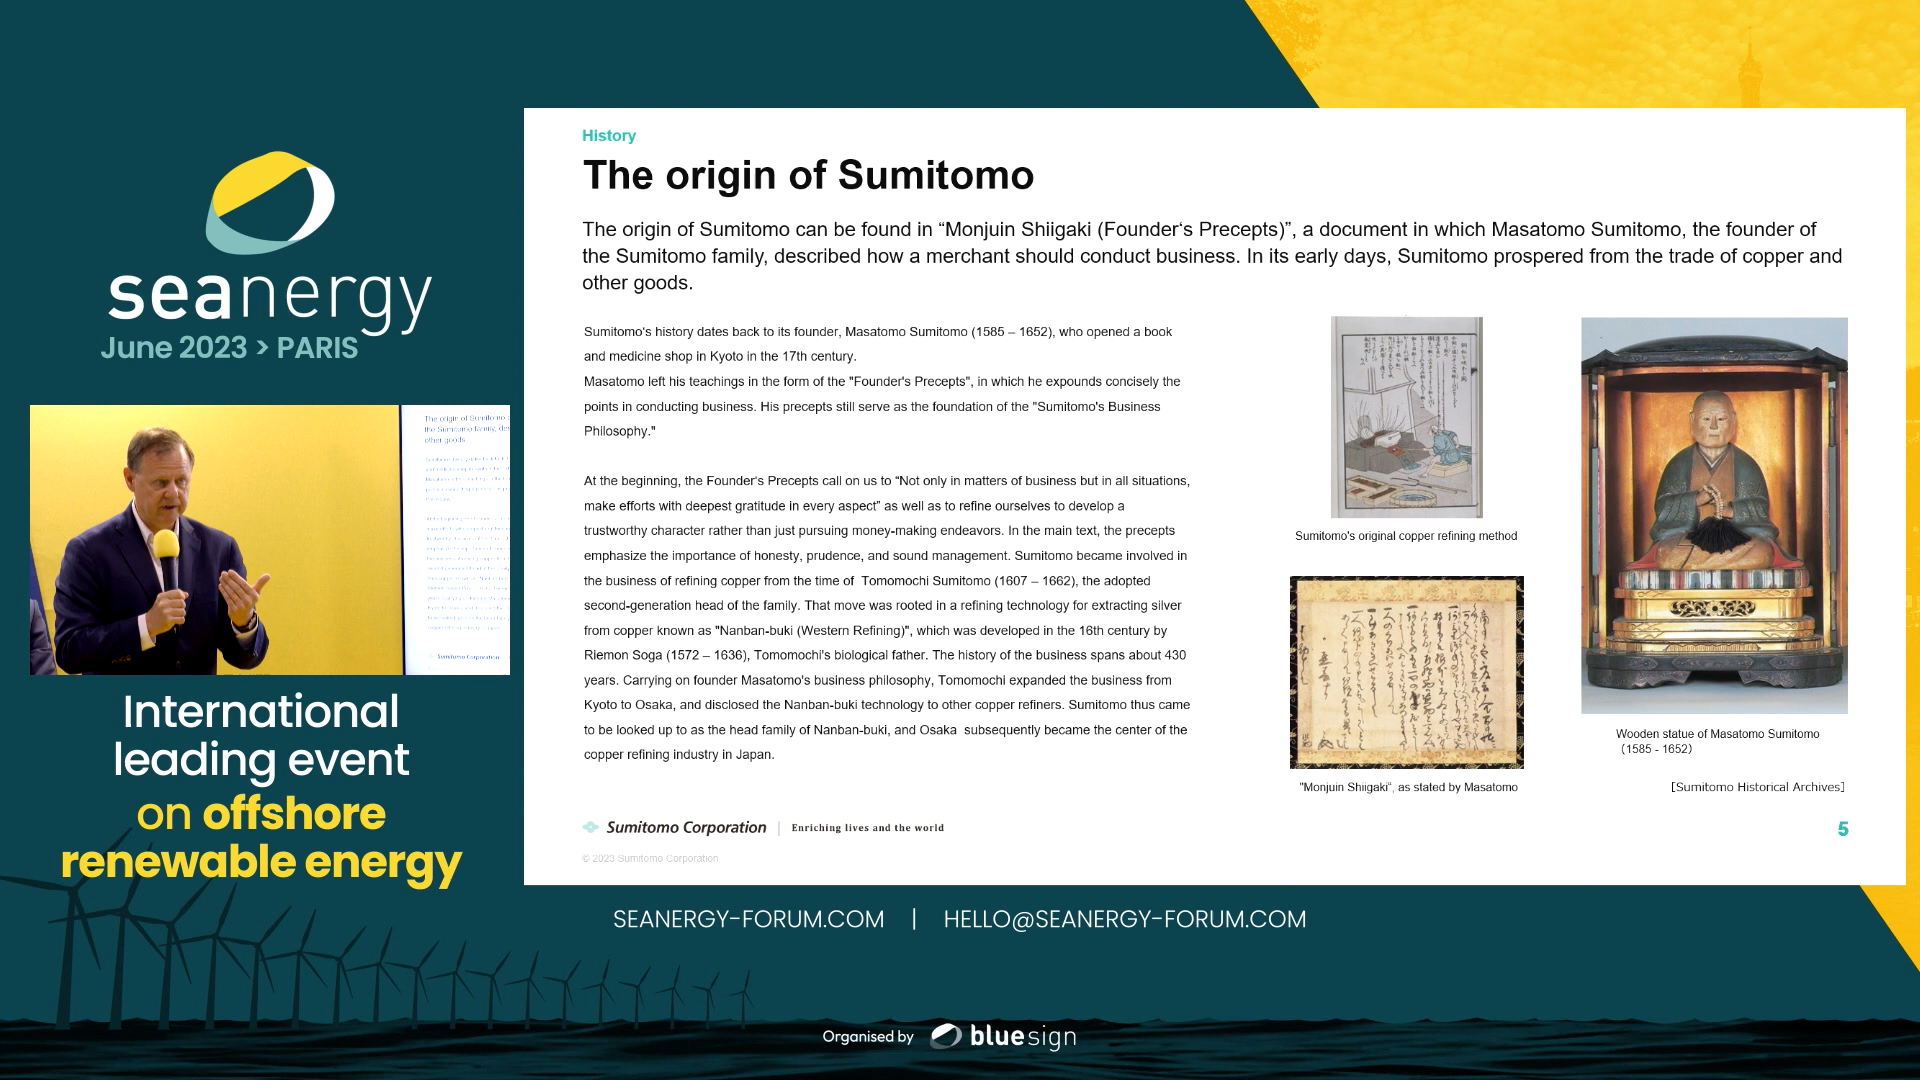 seanergy
June 2023 > PARIS
International
leading event
on offshore
renewable energy
History
The origin of Sumitomo
The origin of Sumitomo can be found in “Monjuin Shiigaki (Founder‘s Precepts)”, a document in which Masatomo Sumitomo, the founder of
the Sumitomo family, described how a merchant should conduct business. In its early days, Sumitomo prospered from the trade of copper and
other goods.
Sumitomo's history dates back to its founder, Masatomo Sumitomo (1585 – 1652), who opened a book
and medicine shop in Kyoto in the 17th century.
Masatomo left his teachings in the form of the "Founder's Precepts", in which he expounds concisely the
points in conducting business. His precepts still serve as the foundation of the "Sumitomo's Business
Philosophy."
At the beginning, the Founder's Precepts call on us to “Not only in matters of business but in all situations,
make efforts with deepest gratitude in every aspect” as well as to refine ourselves to develop a
trustworthy character rather than just pursuing money-making endeavors. In the main text, the precepts
emphasize the importance of honesty, prudence, and sound management. Sumitomo became involved in
the business of refining copper from the time of Tomomochi Sumitomo (1607 – 1662), the adopted
second-generation head of the family. That move was rooted in a refining technology for extracting silver
from copper known as "Nanban-buki (Western Refining)", which was developed in the 16th century by
Riemon Soga (1572 – 1636), Tomomochi's biological father. The history of the business spans about 430
years. Carrying on founder Masatomo's business philosophy, Tomomochi expanded the business from
Kyoto to Osaka, and disclosed the Nanban-buki technology to other copper refiners. Sumitomo thus came
to be looked up to as the head family of Nanban-buki, and Osaka subsequently became the center of the
copper refining industry in Japan.
Sumitomo's original copper refining method
"Monjuin Shiigaki“, as stated by Masatomo
Wooden statue of Masatomo Sumitomo
(1585 - 1652)
[Sumitomo Historical Archives]
Sumitomo Corporation | Enriching lives and the world
5
© 2023 Sumitomo Corporation
The origin of Sumitomo
the Sumitomo family, des
other goods.
Sumitomo Corporation
SEANERGY-FORUM.COM | HELLO@SEANERGY-FORUM.COM
Organised by bluesign